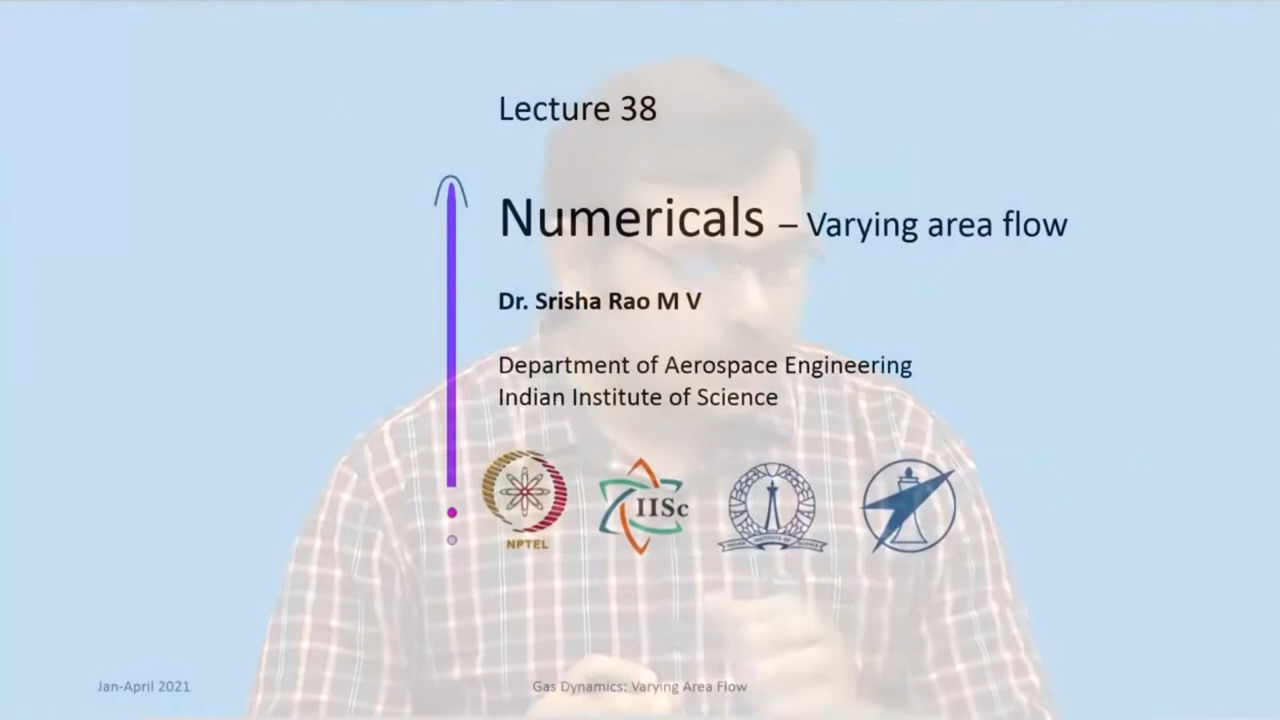 Lecture 38
Numericals – Varying area flow
Dr. Srisha Rao M V
Department of Aerospace Engineering
Indian Institute of Science
IISc
NPTEL
Jan-April 2021
Gas Dynamics: Varying Area Flow